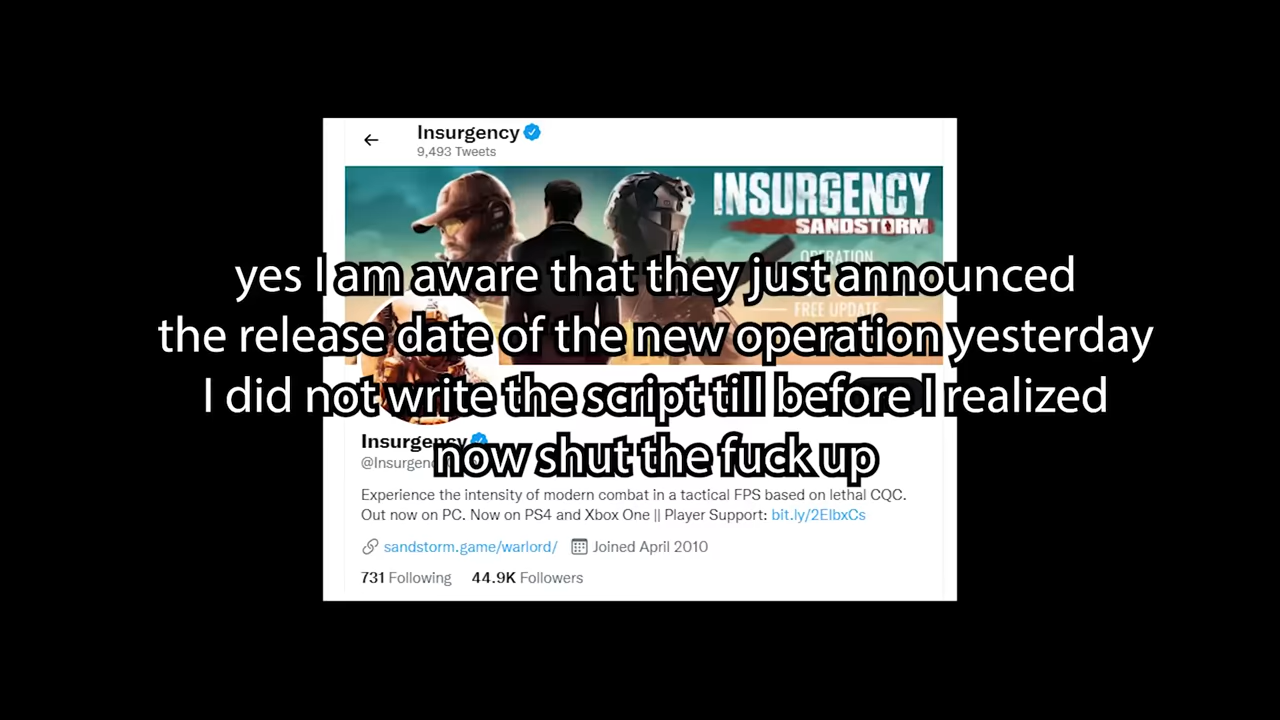 Insurgency
9,493 Tweets
INSURGENCY
SANDSTORM
OPERATION
FREE UPDATE
yes I am aware that they just announced
the release date of the new operation yesterday
I did not write the script till before I realized
now shut the fuck up
Insurgency
Experience the intensity of modern combat in a tactical FPS based on lethal CQC.
Out now on PC. Now on PS4 and Xbox One || Player Support: bit.ly/2ElbxCs
sandstorm.game/warlord/ Joined April 2010
731 Following 44.9K Followers